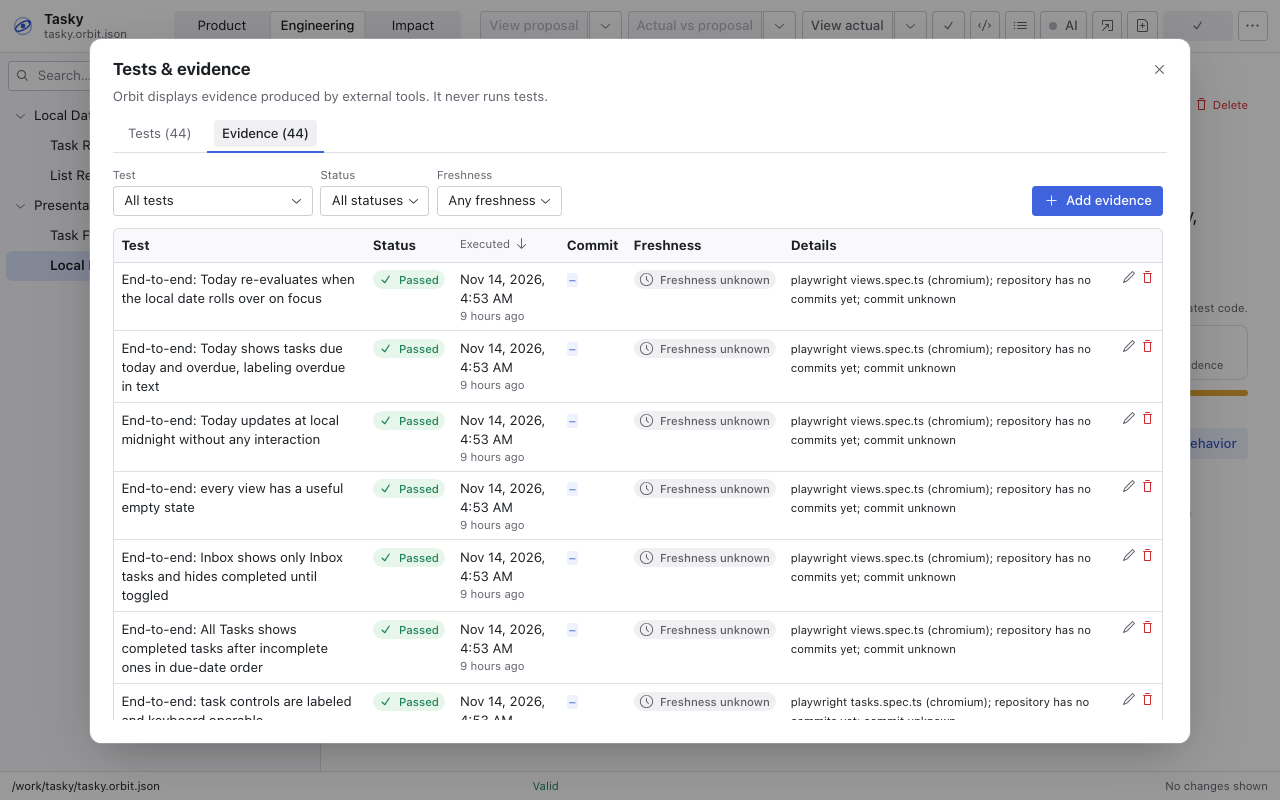 Tasky
tasky.orbit.json
Product
Engineering
Impact
View proposal
Actual vs proposal
View actual
AI
Search...
Local Dat
Task R
List Re
Presenta
Task F
Local
Delete
atest code.
dence
ehavior
Tests & evidence
Orbit displays evidence produced by external tools. It never runs tests.
Tests (44)
Evidence (44)
Test
Status
Freshness
All tests
All statuses
Any freshness
Add evidence
Test
Status
Executed
Commit
Freshness
Details
End-to-end: Today re-evaluates when
the local date rolls over on focus
Passed
Nov 14, 2026,
4:53 AM
9 hours ago
–
Freshness unknown
playwright views.spec.ts (chromium); repository has no
commits yet; commit unknown
End-to-end: Today shows tasks due
today and overdue, labeling overdue
in text
Passed
Nov 14, 2026,
4:53 AM
9 hours ago
–
Freshness unknown
playwright views.spec.ts (chromium); repository has no
commits yet; commit unknown
End-to-end: Today updates at local
midnight without any interaction
Passed
Nov 14, 2026,
4:53 AM
9 hours ago
–
Freshness unknown
playwright views.spec.ts (chromium); repository has no
commits yet; commit unknown
End-to-end: every view has a useful
empty state
Passed
Nov 14, 2026,
4:53 AM
9 hours ago
–
Freshness unknown
playwright views.spec.ts (chromium); repository has no
commits yet; commit unknown
End-to-end: Inbox shows only Inbox
tasks and hides completed until
toggled
Passed
Nov 14, 2026,
4:53 AM
9 hours ago
–
Freshness unknown
playwright views.spec.ts (chromium); repository has no
commits yet; commit unknown
End-to-end: All Tasks shows
completed tasks after incomplete
ones in due-date order
Passed
Nov 14, 2026,
4:53 AM
9 hours ago
–
Freshness unknown
playwright views.spec.ts (chromium); repository has no
commits yet; commit unknown
End-to-end: task controls are labeled
and keyboard operable
Passed
Nov 14, 2026,
4:53 AM
–
Freshness unknown
playwright tasks.spec.ts (chromium); repository has no
commits yet; commit unknown
/work/tasky/tasky.orbit.json
Valid
No changes shown